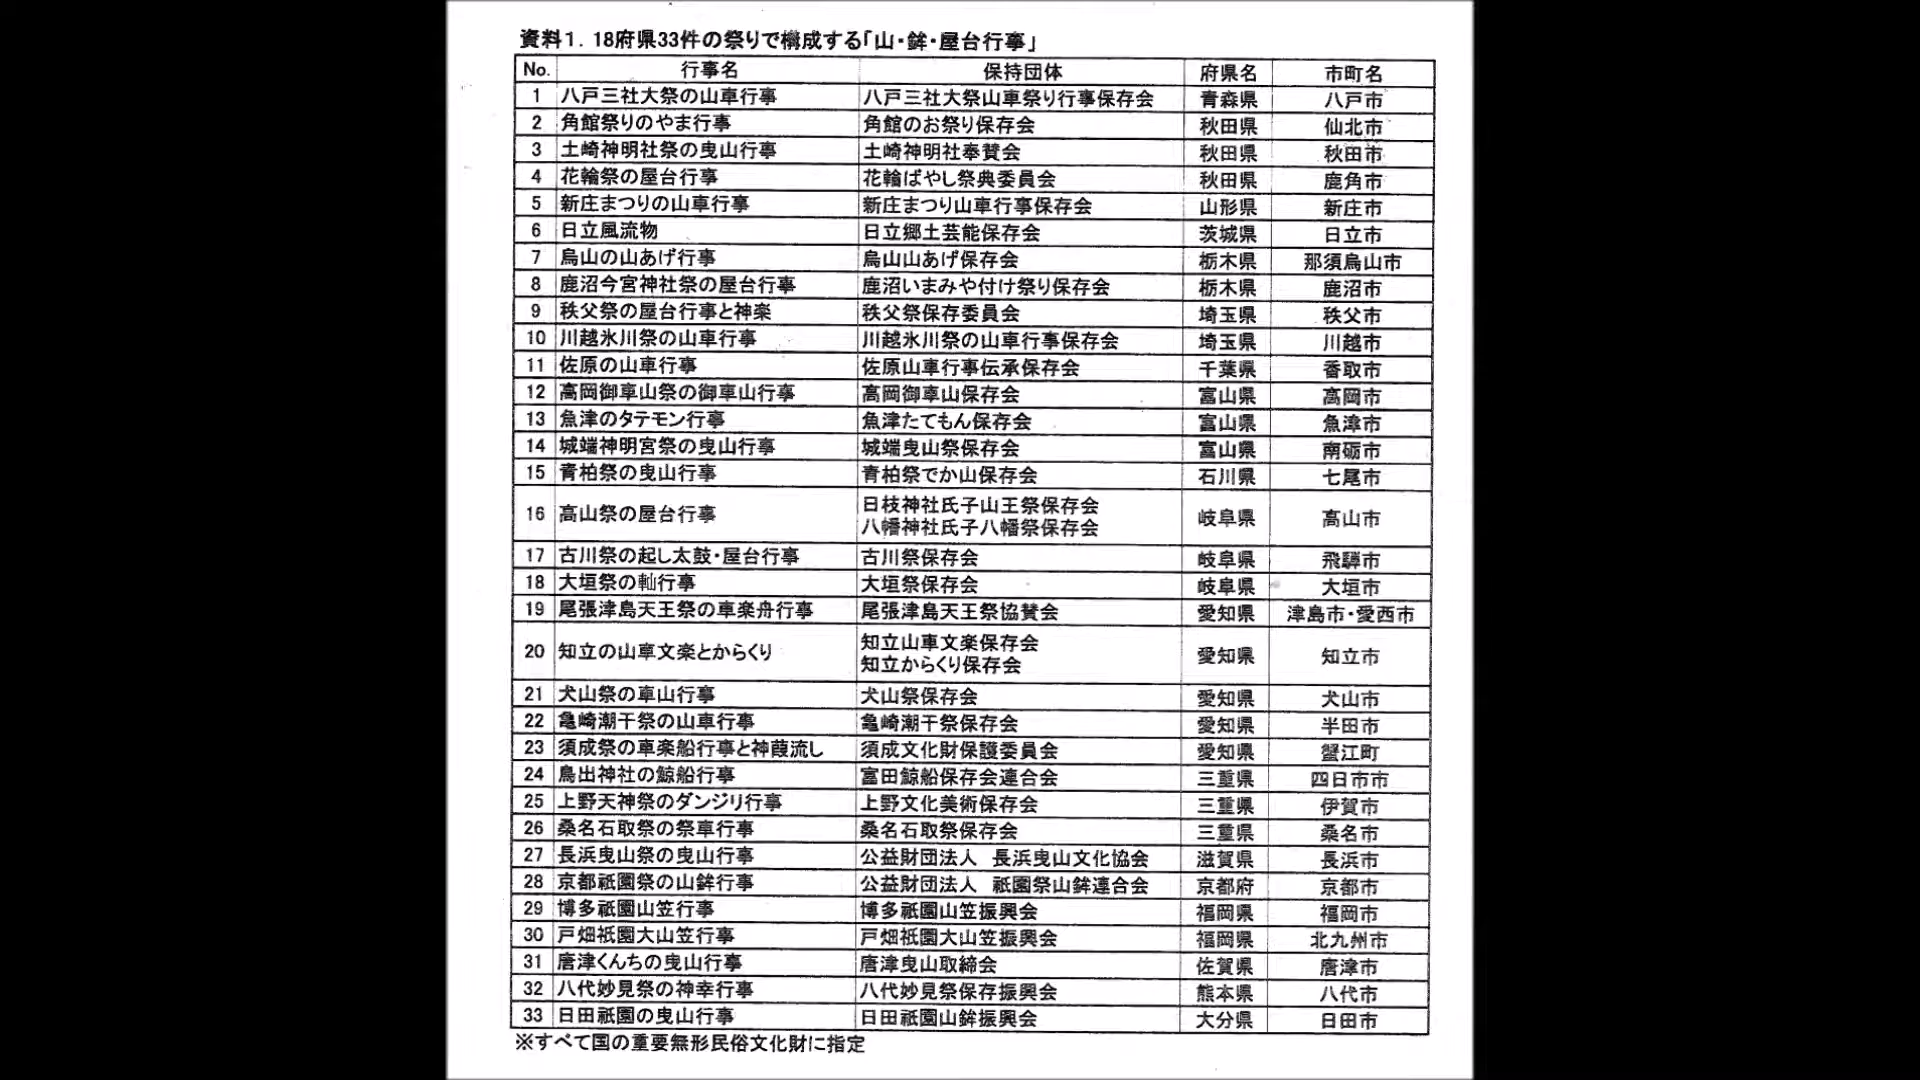 資料1．18府県33件の祭りで構成する「山・鉾・屋台行事」
No. 行事名 保持団体 府県名 市町名
1 八戸三社大祭の山車行事 八戸三社大祭山車祭り行事保存会 青森県 八戸市
2 角館祭りのやま行事 角館のお祭り保存会 秋田県 仙北市
3 土崎神明社祭の曳山行事 土崎神明社奉賛会 秋田県 秋田市
4 花輪祭の屋台行事 花輪ばやし祭典委員会 秋田県 鹿角市
5 新庄まつりの山車行事 新庄まつり山車行事保存会 山形県 新庄市
6 日立風流物 日立郷土芸能保存会 茨城県 日立市
7 烏山の山あげ行事 烏山山あげ保存会 栃木県 那須烏山市
8 鹿沼今宮神社祭の屋台行事 鹿沼いまみや付け祭り保存会 栃木県 鹿沼市
9 秩父祭の屋台行事と神楽 秩父祭保存委員会 埼玉県 秩父市
10 川越氷川祭の山車行事 川越氷川祭の山車行事保存会 埼玉県 川越市
11 佐原の山車行事 佐原山車行事伝承保存会 千葉県 香取市
12 高岡御車山祭の御車山行事 高岡御車山保存会 富山県 高岡市
13 魚津のタテモン行事 魚津たてもん保存会 富山県 魚津市
14 城端神明宮祭の曳山行事 城端曳山祭保存会 富山県 南砺市
15 青柏祭の曳山行事 青柏祭でか山保存会 石川県 七尾市
16 高山祭の屋台行事 日枝神社氏子山王祭保存会 岐阜県 高山市
八幡神社氏子八幡祭保存会
17 古川祭の起し太鼓・屋台行事 古川祭保存会 岐阜県 飛騨市
18 大垣祭の軕行事 大垣祭保存会 岐阜県 大垣市
19 尾張津島天王祭の車楽舟行事 尾張津島天王祭協賛会 愛知県 津島市・愛西市
20 知立の山車文楽とからくり 知立山車文楽保存会 愛知県 知立市
知立からくり保存会
21 犬山祭の車山行事 犬山祭保存会 愛知県 犬山市
22 亀崎潮干祭の山車行事 亀崎潮干祭保存会 愛知県 半田市
23 須成祭の車楽船行事と神葭流し 須成文化財保護委員会 愛知県 蟹江町
24 鳥出神社の鯨船行事 富田鯨船保存会連合会 三重県 四日市市
25 上野天神祭のダンジリ行事 上野文化美術保存会 三重県 伊賀市
26 桑名石取祭の祭車行事 桑名石取祭保存会 三重県 桑名市
27 長浜曳山祭の曳山行事 公益財団法人　長浜曳山文化協会 滋賀県 長浜市
28 京都祇園祭の山鉾行事 公益財団法人　祇園祭山鉾連合会 京都府 京都市
29 博多祇園山笠行事 博多祇園山笠振興会 福岡県 福岡市
30 戸畑祇園大山笠行事 戸畑祇園大山笠振興会 福岡県 北九州市
31 唐津くんちの曳山行事 唐津曳山取締会 佐賀県 唐津市
32 八代妙見祭の神幸行事 八代妙見祭保存振興会 熊本県 八代市
33 日田祇園の曳山行事 日田祇園山鉾振興会 大分県 日田市
※すべて国の重要無形民俗文化財に指定